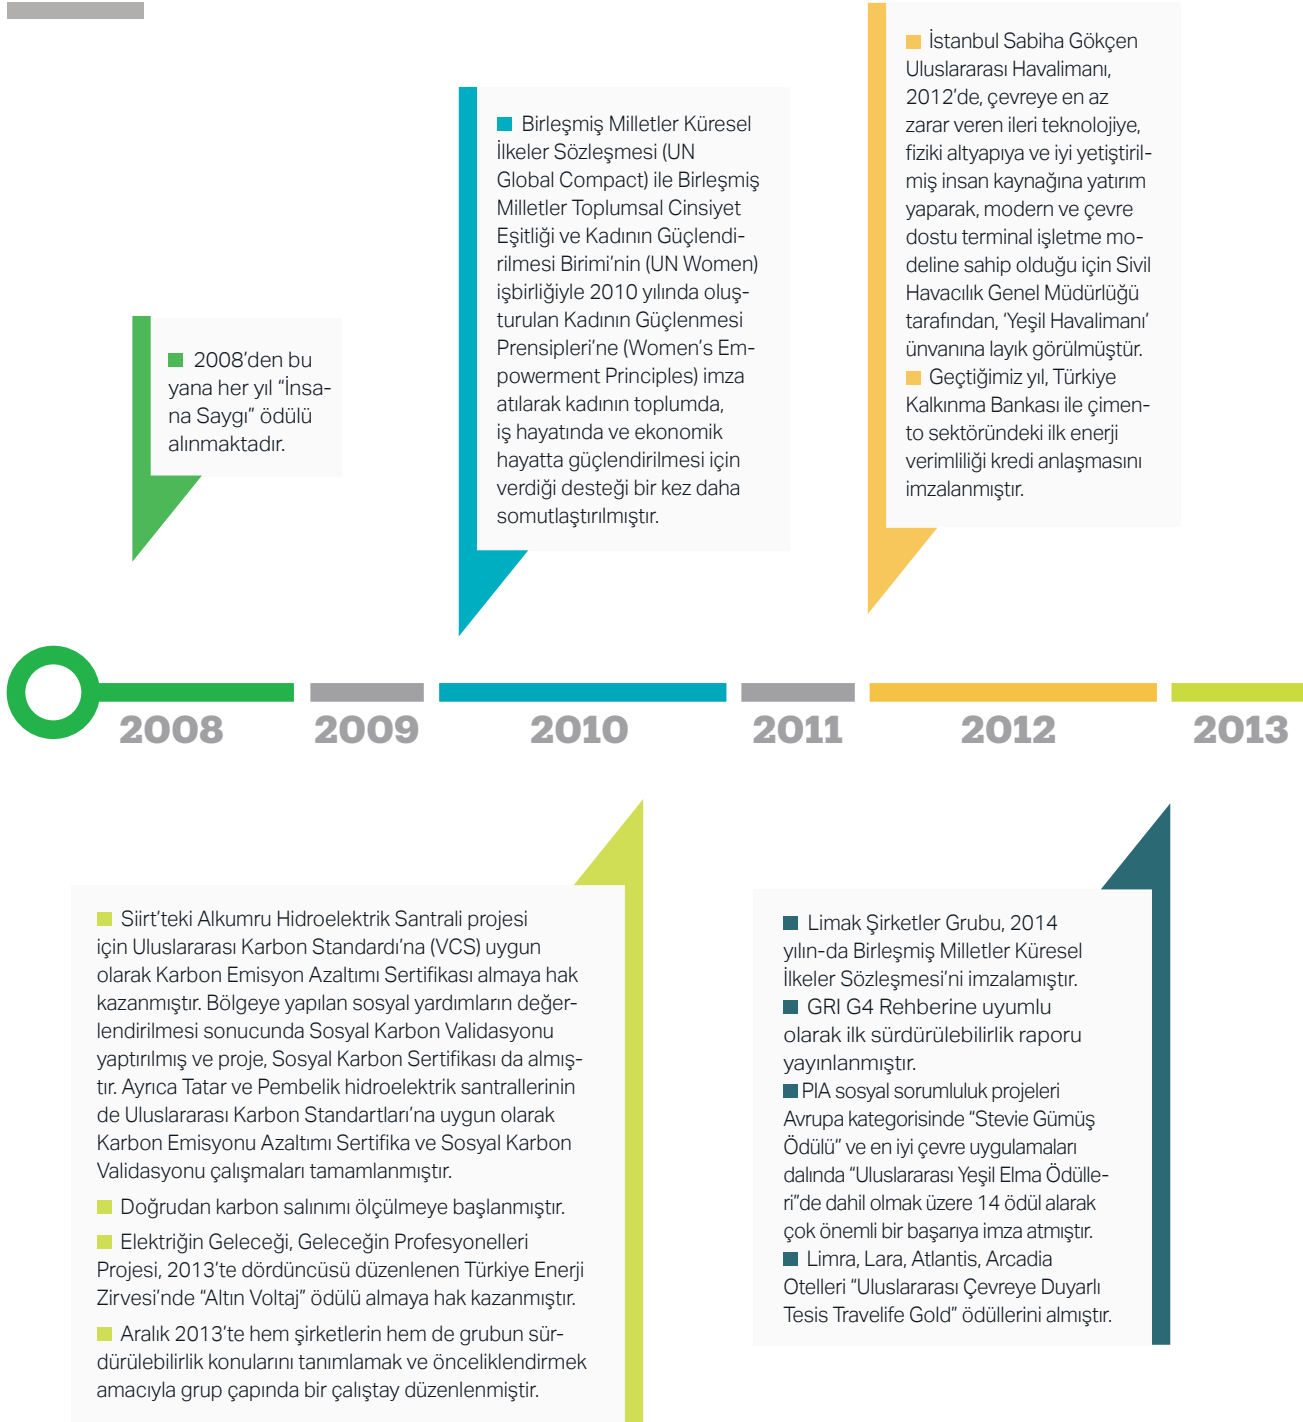 2008’den bu
yana her yıl “İnsa-
na Saygı” ödülü
alınmaktadır.
Birleşmiş Milletler Küresel
İlkeler Sözleşmesi (UN
Global Compact) ile Birleşmiş
Milletler Toplumsal Cinsiyet
Eşitliği ve Kadının Güçlendi-
rilmesi Birimi’nin (UN Women)
işbirliğiyle 2010 yılında oluş-
turulan Kadının Güçlenmesi
Prensipleri’ne (Women’s Em-
powerment Principles) imza
atılarak kadının toplumda,
iş hayatında ve ekonomik
hayatta güçlendirilmesi için
verdiği desteği bir kez daha
somutlaştırılmıştır.
İstanbul Sabiha Gökçen
Uluslararası Havalimanı,
2012’de, çevreye en az
zarar veren ileri teknolojiye,
fiziki altyapıya ve iyi yetiştiril-
miş insan kaynağına yatırım
yaparak, modern ve çevre
dostu terminal işletme mo-
deline sahip olduğu için Sivil
Havacılık Genel Müdürlüğü
tarafından, ‘Yeşil Havalimanı’
ünvanına layık görülmüştür.
Geçtiğimiz yıl, Türkiye
Kalkınma Bankası ile çimen-
to sektöründeki ilk enerji
verimliliği kredi anlaşmasını
imzalanmıştır.
2008 2009 2010 2011 2012 2013
Siirt’teki Alkumru Hidroelektrik Santrali projesi
için Uluslararası Karbon Standardı’na (VCS) uygun
olarak Karbon Emisyon Azaltımı Sertifikası almaya hak
kazanmıştır. Bölgeye yapılan sosyal yardımların değer-
lendirilmesi sonucunda Sosyal Karbon Validasyonu
yaptırılmış ve proje, Sosyal Karbon Sertifikası da almış-
tır. Ayrıca Tatar ve Pembelik hidroelektrik santrallerinin
de Uluslararası Karbon Standartları’na uygun olarak
Karbon Emisyonu Azaltımı Sertifika ve Sosyal Karbon
Validasyonu çalışmaları tamamlanmıştır.
Doğrudan karbon salınımı ölçülmeye başlanmıştır.
Elektriğin Geleceği, Geleceğin Profesyonelleri
Projesi, 2013’te dördüncüsü düzenlenen Türkiye Enerji
Zirvesi’nde “Altın Voltaj” ödülü almaya hak kazanmıştır.
Aralık 2013’te hem şirketlerin hem de grubun sür-
dürülebilirlik konularını tanımlamak ve önceliklendirmek
amacıyla grup çapında bir çalıştay düzenlenmiştir.
Limak Şirketler Grubu, 2014
yılın-da Birleşmiş Milletler Küresel
İlkeler Sözleşmesi’ni imzalamıştır.
GRI G4 Rehberine uyumlu
olarak ilk sürdürülebilirlik raporu
yayınlanmıştır.
PIA sosyal sorumluluk projeleri
Avrupa kategorisinde “Stevie Gümüş
Ödülü” ve en iyi çevre uygulamaları
dalında “Uluslararası Yeşil Elma Ödülle-
ri”de dahil olmak üzere 14 ödül alarak
çok önemli bir başarıya imza atmıştır.
Limra, Lara, Atlantis, Arcadia
Otelleri “Uluslararası Çevreye Duyarlı
Tesis Travelife Gold” ödüllerini almıştır.